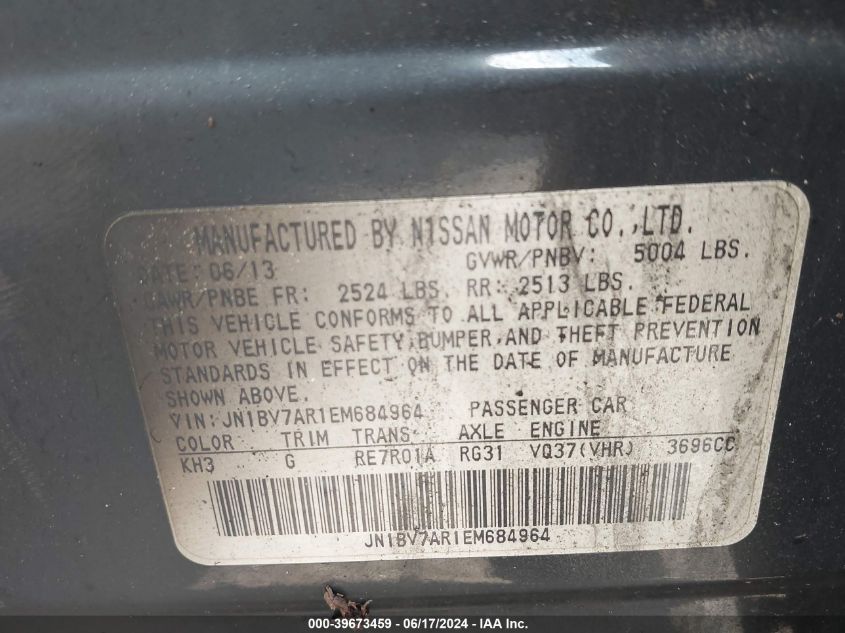 MANUFACTURED BY NISSAN MOTOR CO.,LTD.
DATE:06/13 GVWR/PNBV: 5004 LBS.
GAWR/PNBE FR: 2524 LBS. RR: 2513 LBS.
THIS VEHICLE CONFORMS TO ALL APPLICABLE FEDERAL
MOTOR VEHICLE SAFETY,BUMPER,AND THEFT PREVENTION
STANDARDS IN EFFECT ON THE DATE OF MANUFACTURE
SHOWN ABOVE.
VIN:JN1BV7AR1EM684964 PASSENGER CAR
COLOR TRIM TRANS AXLE ENGINE
KH3 G RE7R01A RG31 VQ37(VHR) 3696CC
JN1BV7AR1EM684964
000-39673459 - 06/17/2024 - IAAI.com